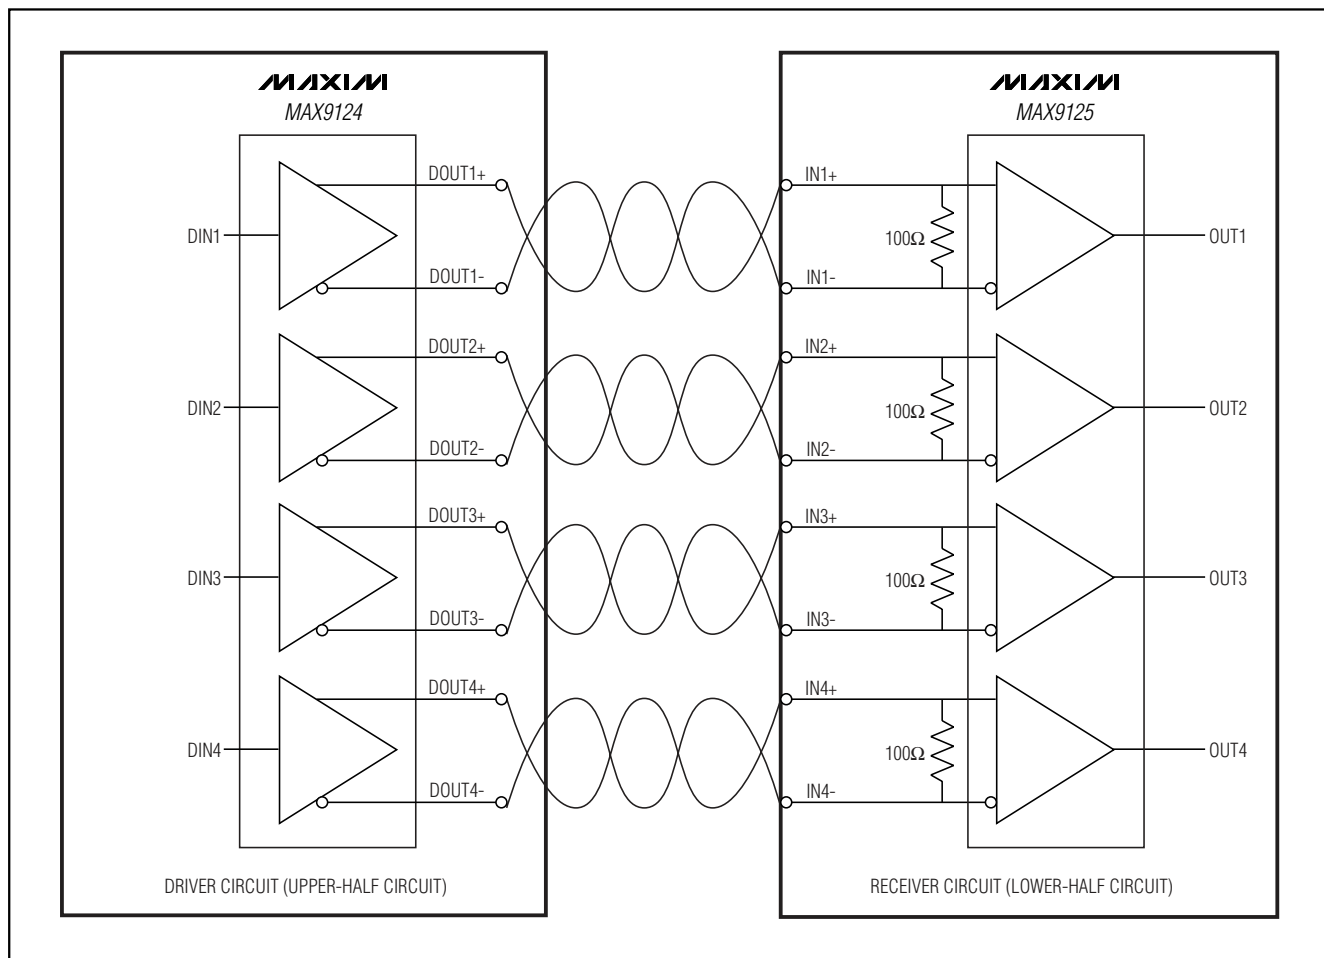 MAXIM
MAX9124
DIN1
DOUT1+
DOUT1-
DIN2
DOUT2+
DOUT2-
DIN3
DOUT3+
DOUT3-
DIN4
DOUT4+
DOUT4-
DRIVER CIRCUIT (UPPER-HALF CIRCUIT)
MAXIM
MAX9125
IN1+
100Ω
IN1-
OUT1
IN2+
100Ω
IN2-
OUT2
IN3+
100Ω
IN3-
OUT3
IN4+
100Ω
IN4-
OUT4
RECEIVER CIRCUIT (LOWER-HALF CIRCUIT)